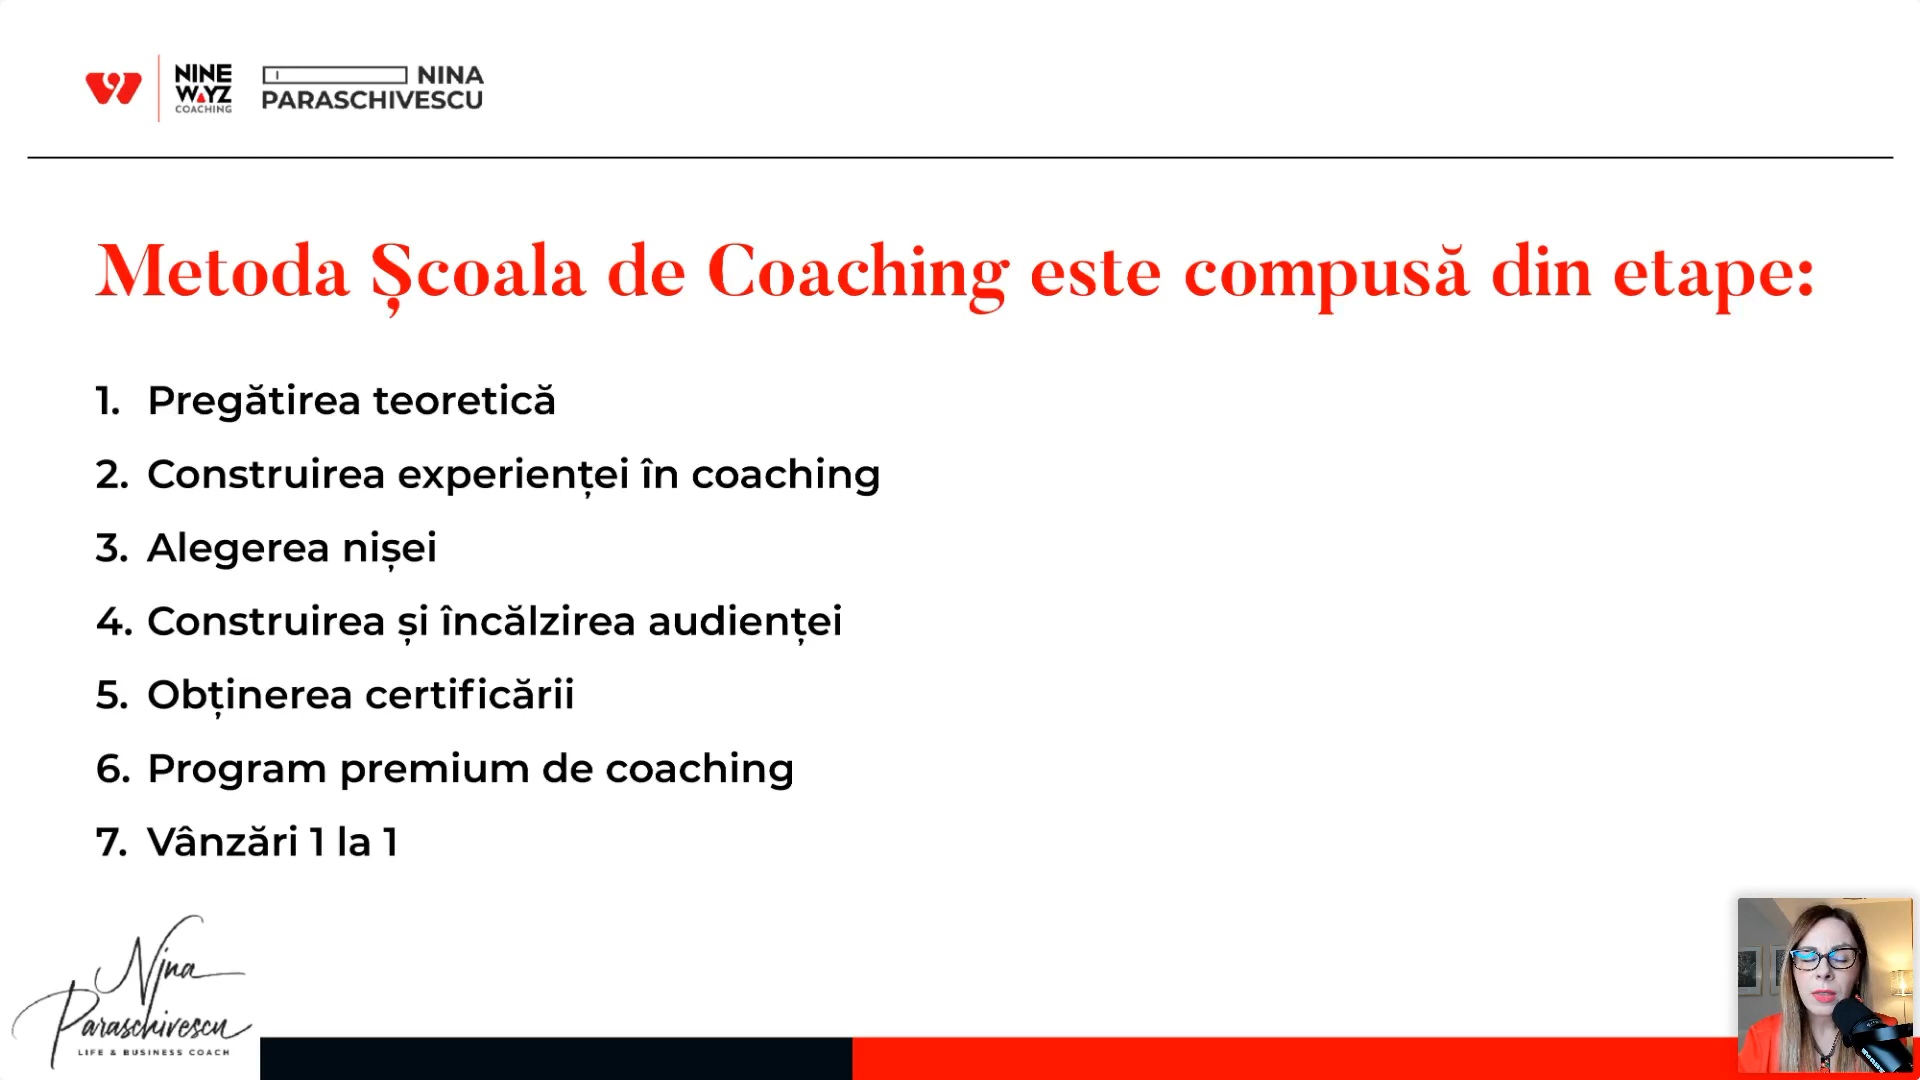 NINE
WAYZ
COACHING
NINA
PARASCHIVESCU
Metoda Școala de Coaching este compusă din etape:
1. Pregătirea teoretică
2. Construirea experienței în coaching
3. Alegerea nișei
4. Construirea și încălzirea audienței
5. Obținerea certificării
6. Program premium de coaching
7. Vânzări 1 la 1
Nina
Paraschivescu
LIFE & BUSINESS COACH